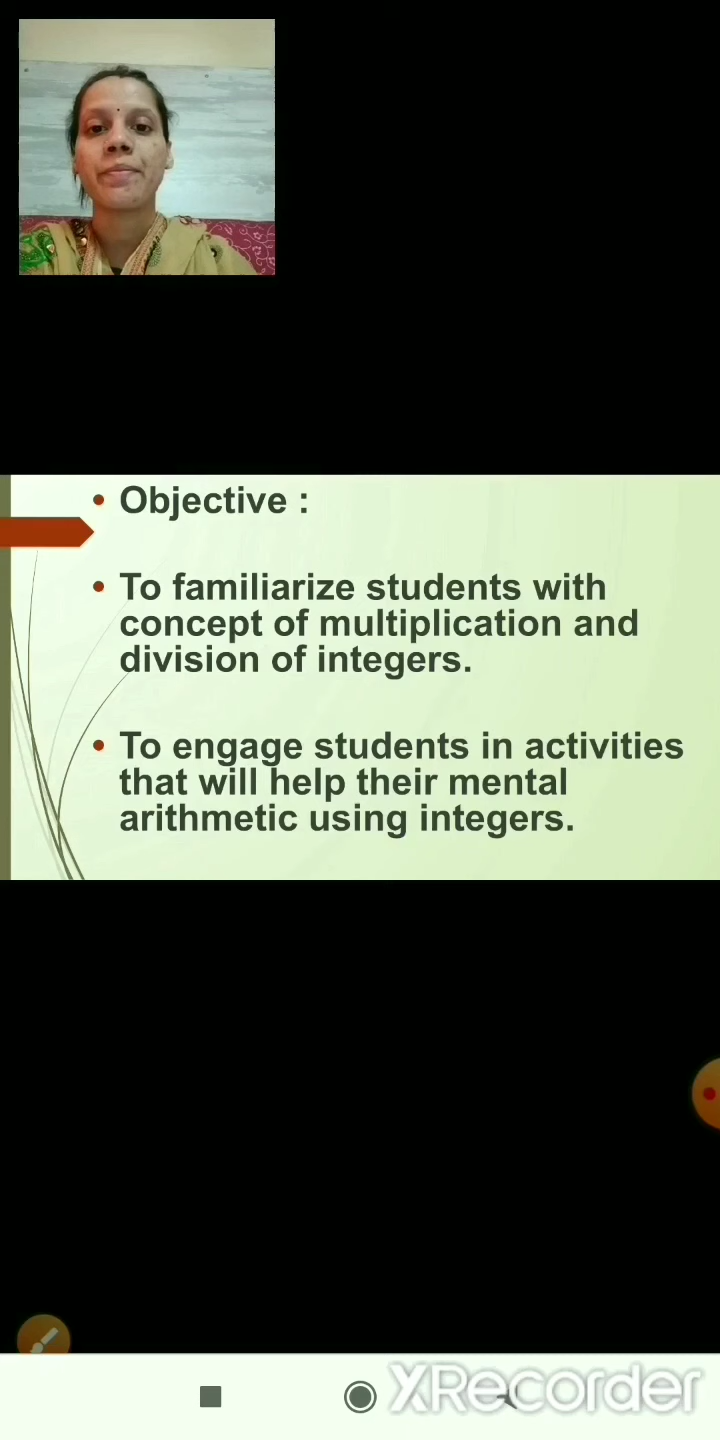 Objective :
To familiarize students with
concept of multiplication and
division of integers.
To engage students in activities
that will help their mental
arithmetic using integers.
XRecorder